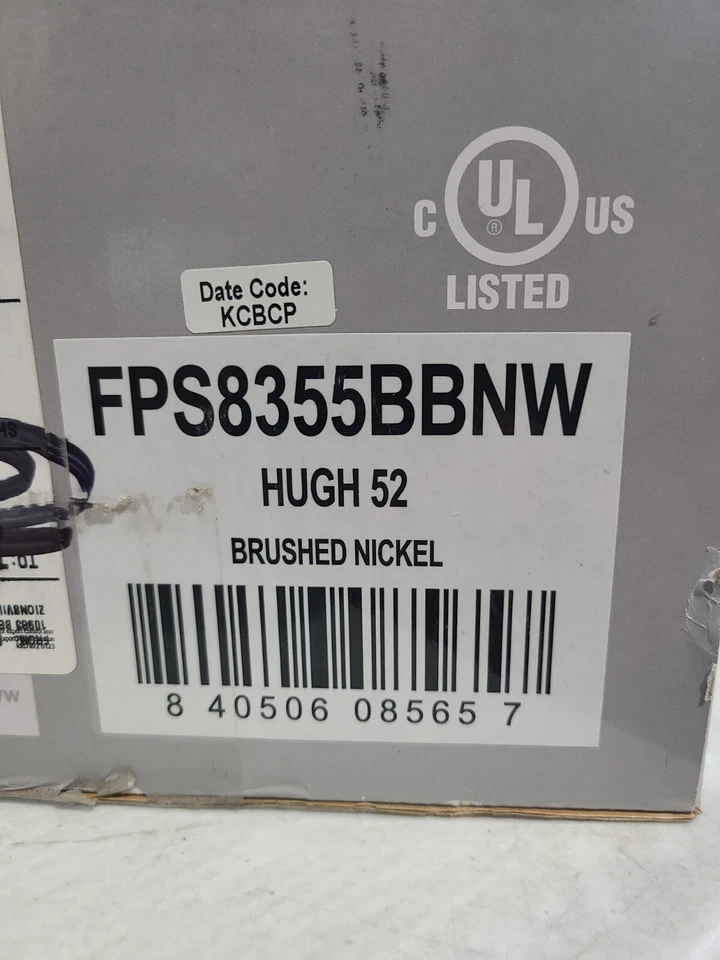 C UL US
®
LISTED
Date Code:
KCBCP
FPS8355BBNW
HUGH 52
BRUSHED NICKEL
8 40506 08565 7